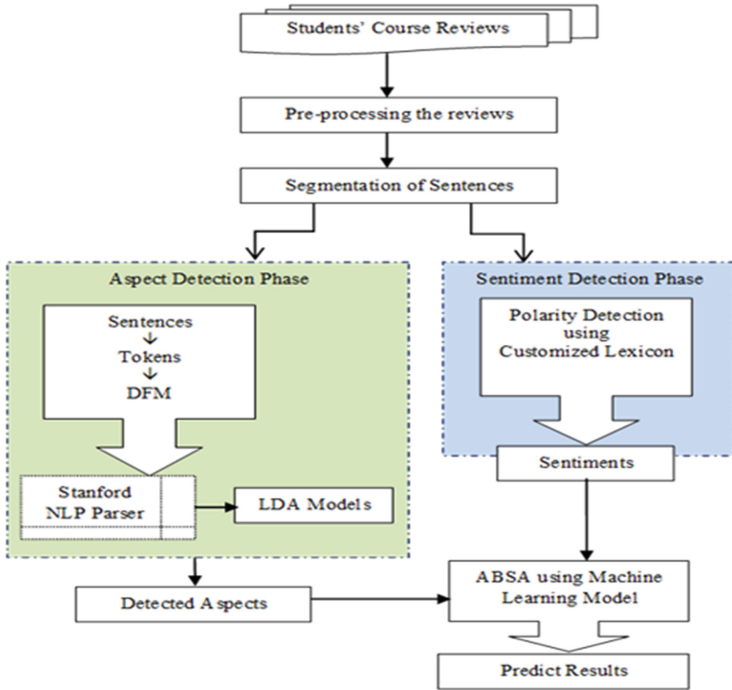 Students' Course Reviews
Pre-processing the reviews
Segmentation of Sentences
Aspect Detection Phase
Sentences
Tokens
DFM
Stanford
NLP Parser
LDA Models
Sentiment Detection Phase
Polarity Detection
using
Customized Lexicon
Sentiments
Detected Aspects
ABSA using Machine
Learning Model
Predict Results